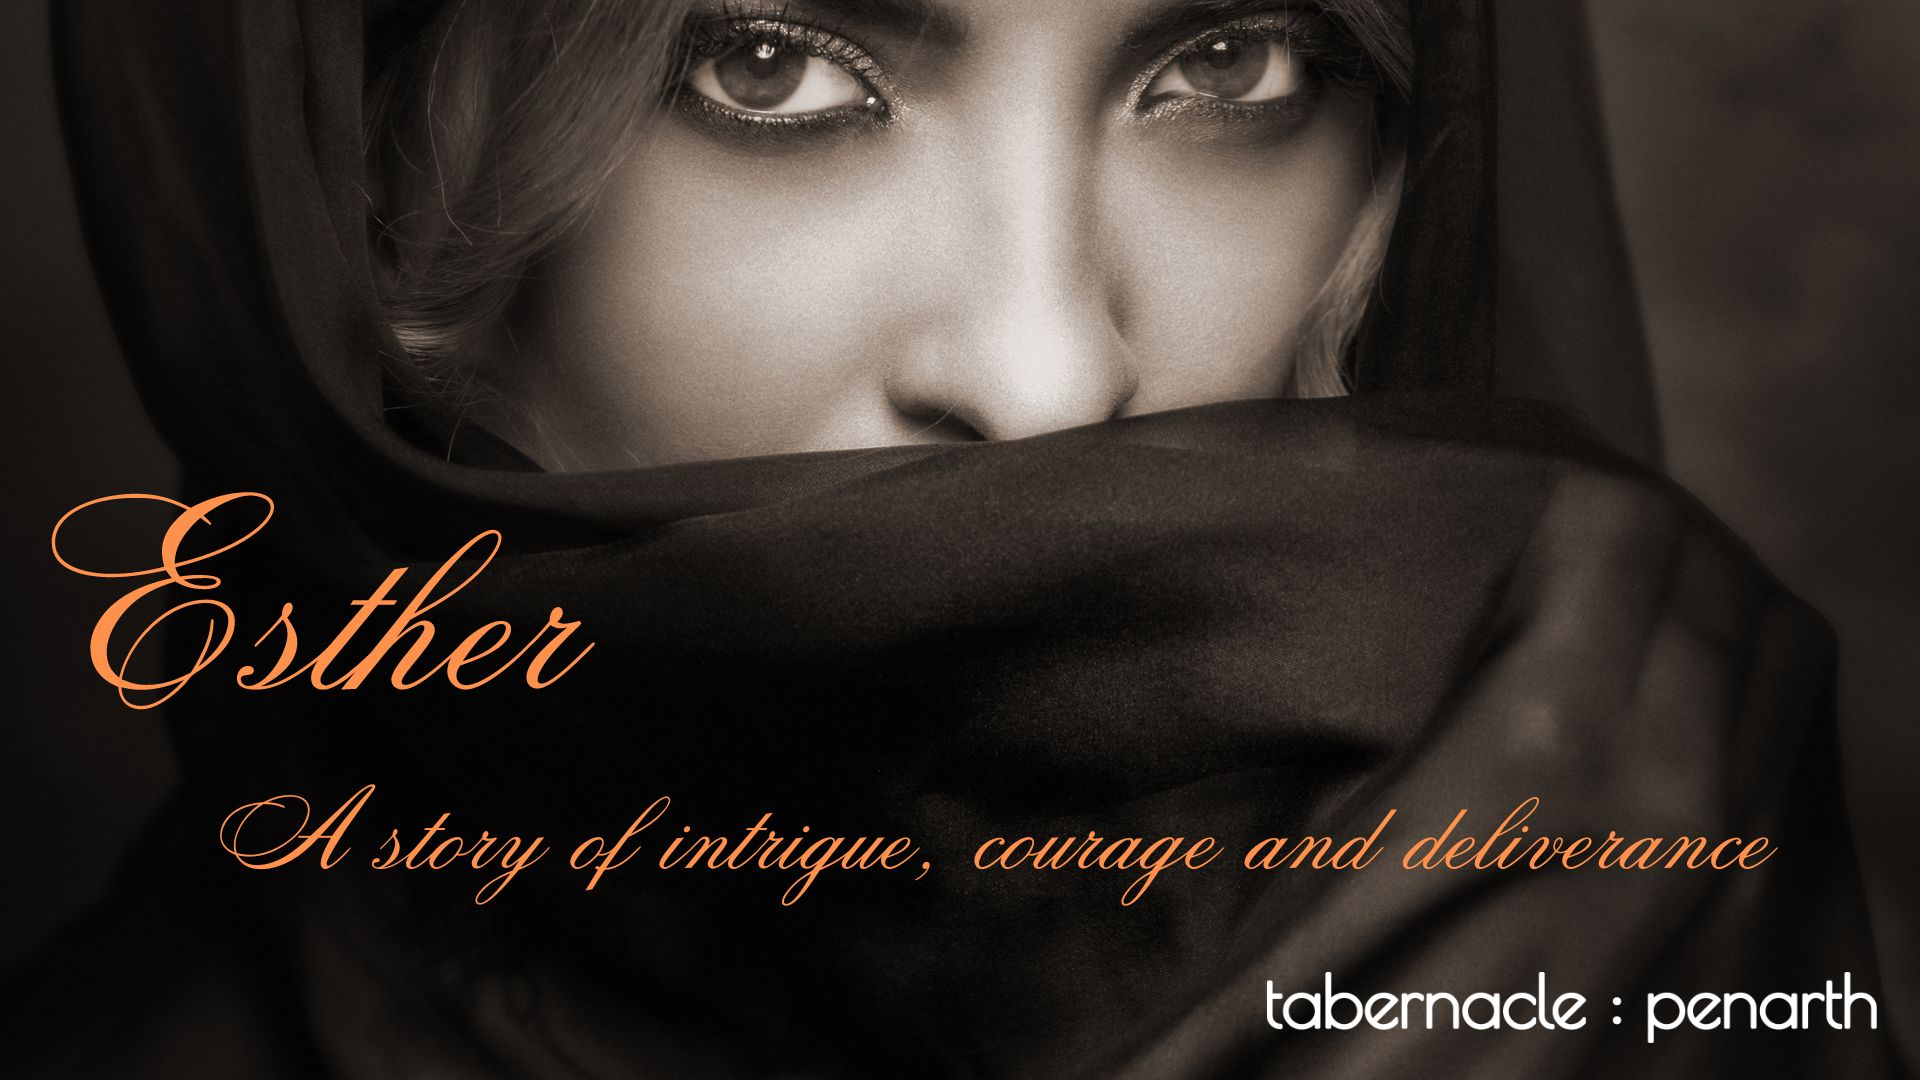 Esther
A story of intrigue, courage and deliverance
tabernacle : penarth